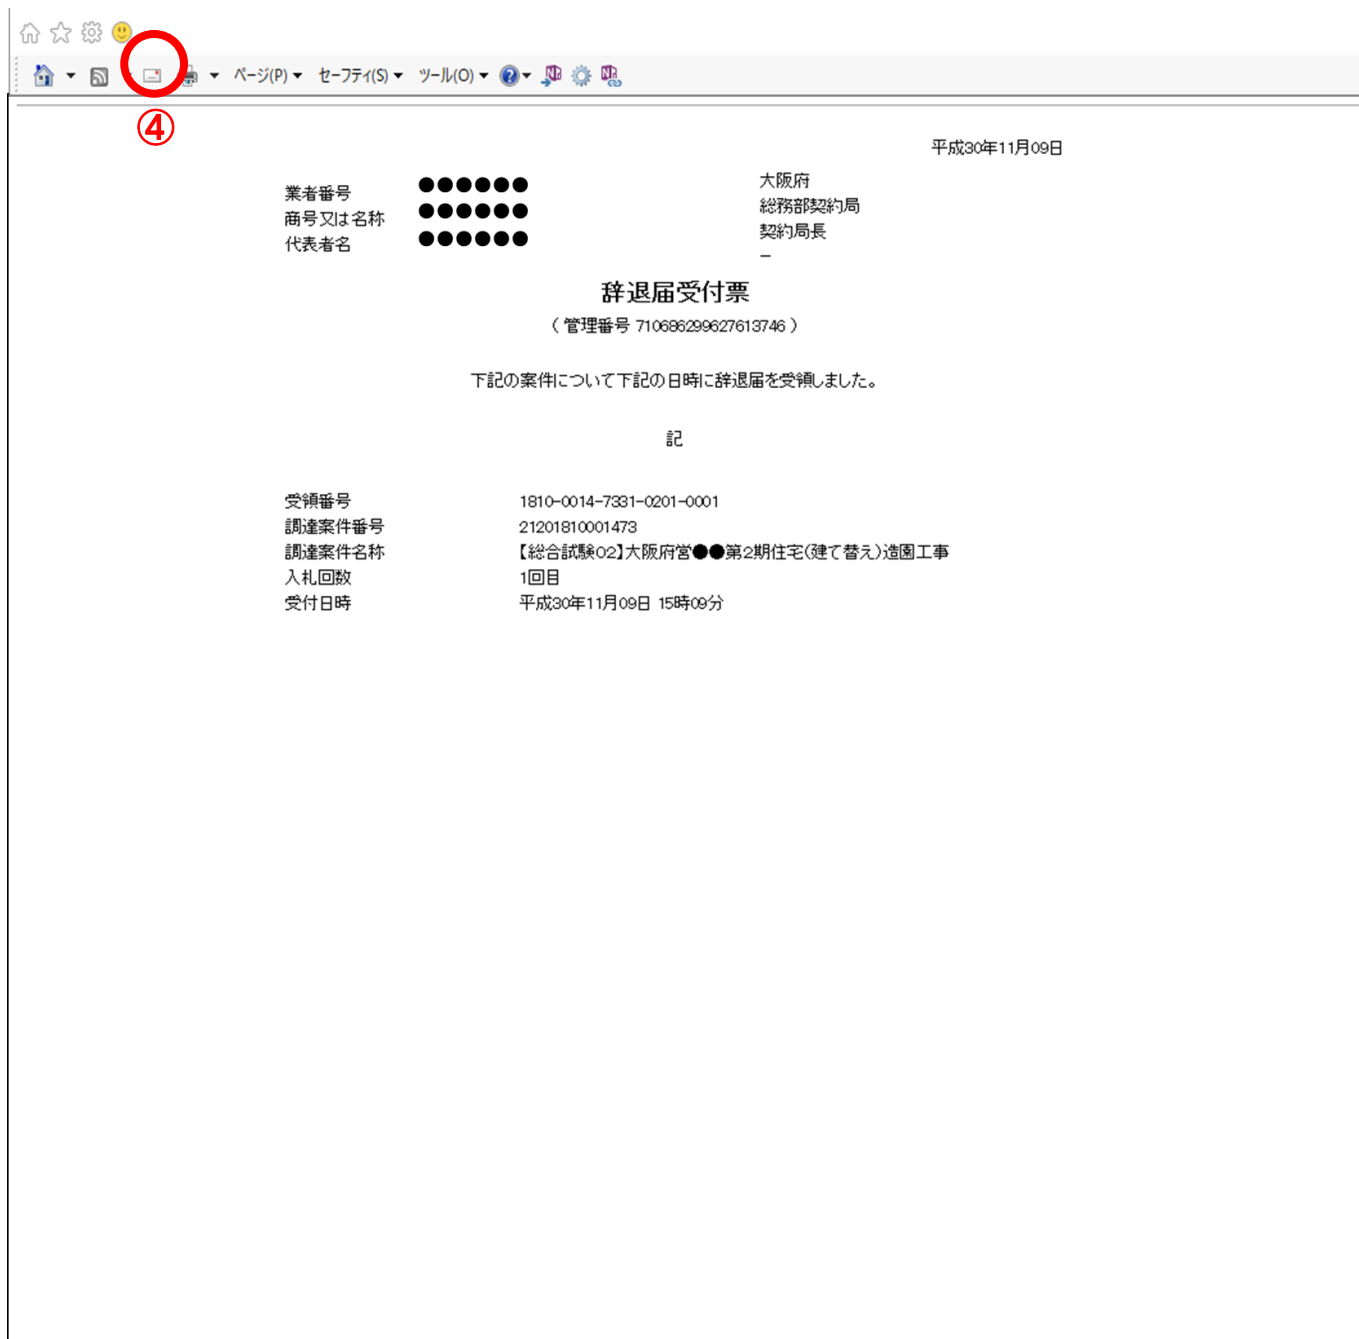 ページ(P) セーフティ(S) ツール(O)
④
平成30年11月09日
業者番号 ●●●●●● 大阪府
商号又は名称 ●●●●●● 総務部契約局
代表者名 ●●●●●● 契約局長
－
辞退届受付票
（ 管理番号 710686299627613746 ）
下記の案件について下記の日時に辞退届を受領しました。
記
受領番号 1810-0014-7331-0201-0001
調達案件番号 21201810001473
調達案件名称 【総合試験02】大阪府営●●第2期住宅(建て替え)造園工事
入札回数 1回目
受付日時 平成30年11月09日 15時09分